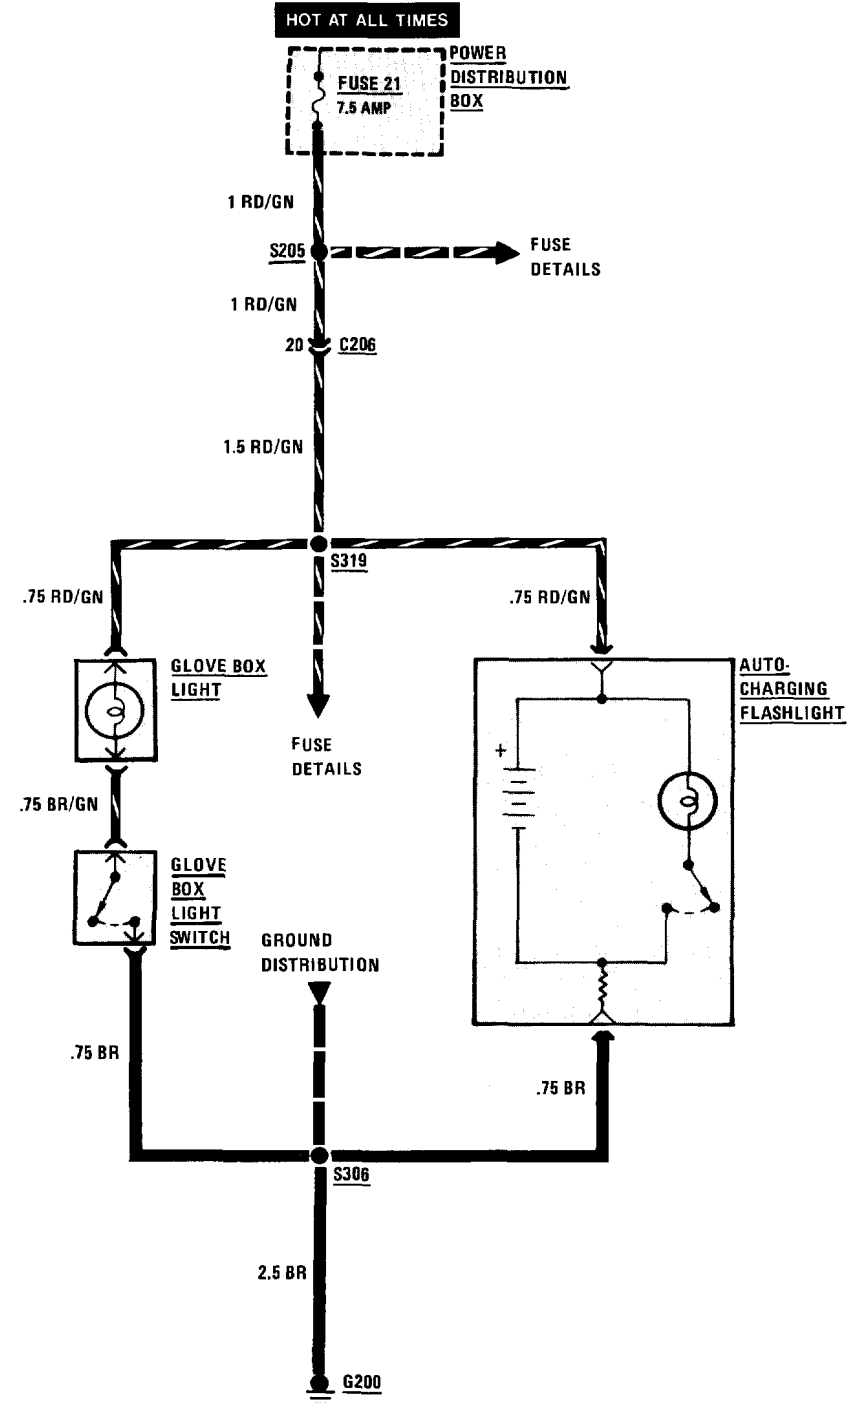 HOT AT ALL TIMES
POWER
DISTRIBUTION
BOX
FUSE 21
7.5 AMP
1 RD/GN
S205
FUSE
DETAILS
1 RD/GN
20
C206
1.5 RD/GN
S319
.75 RD/GN
.75 RD/GN
GLOVE BOX
LIGHT
AUTO-
CHARGING
FLASHLIGHT
FUSE
DETAILS
+
.75 BR/GN
GLOVE
BOX
LIGHT
SWITCH
GROUND
DISTRIBUTION
.75 BR
.75 BR
S306
2.5 BR
G200